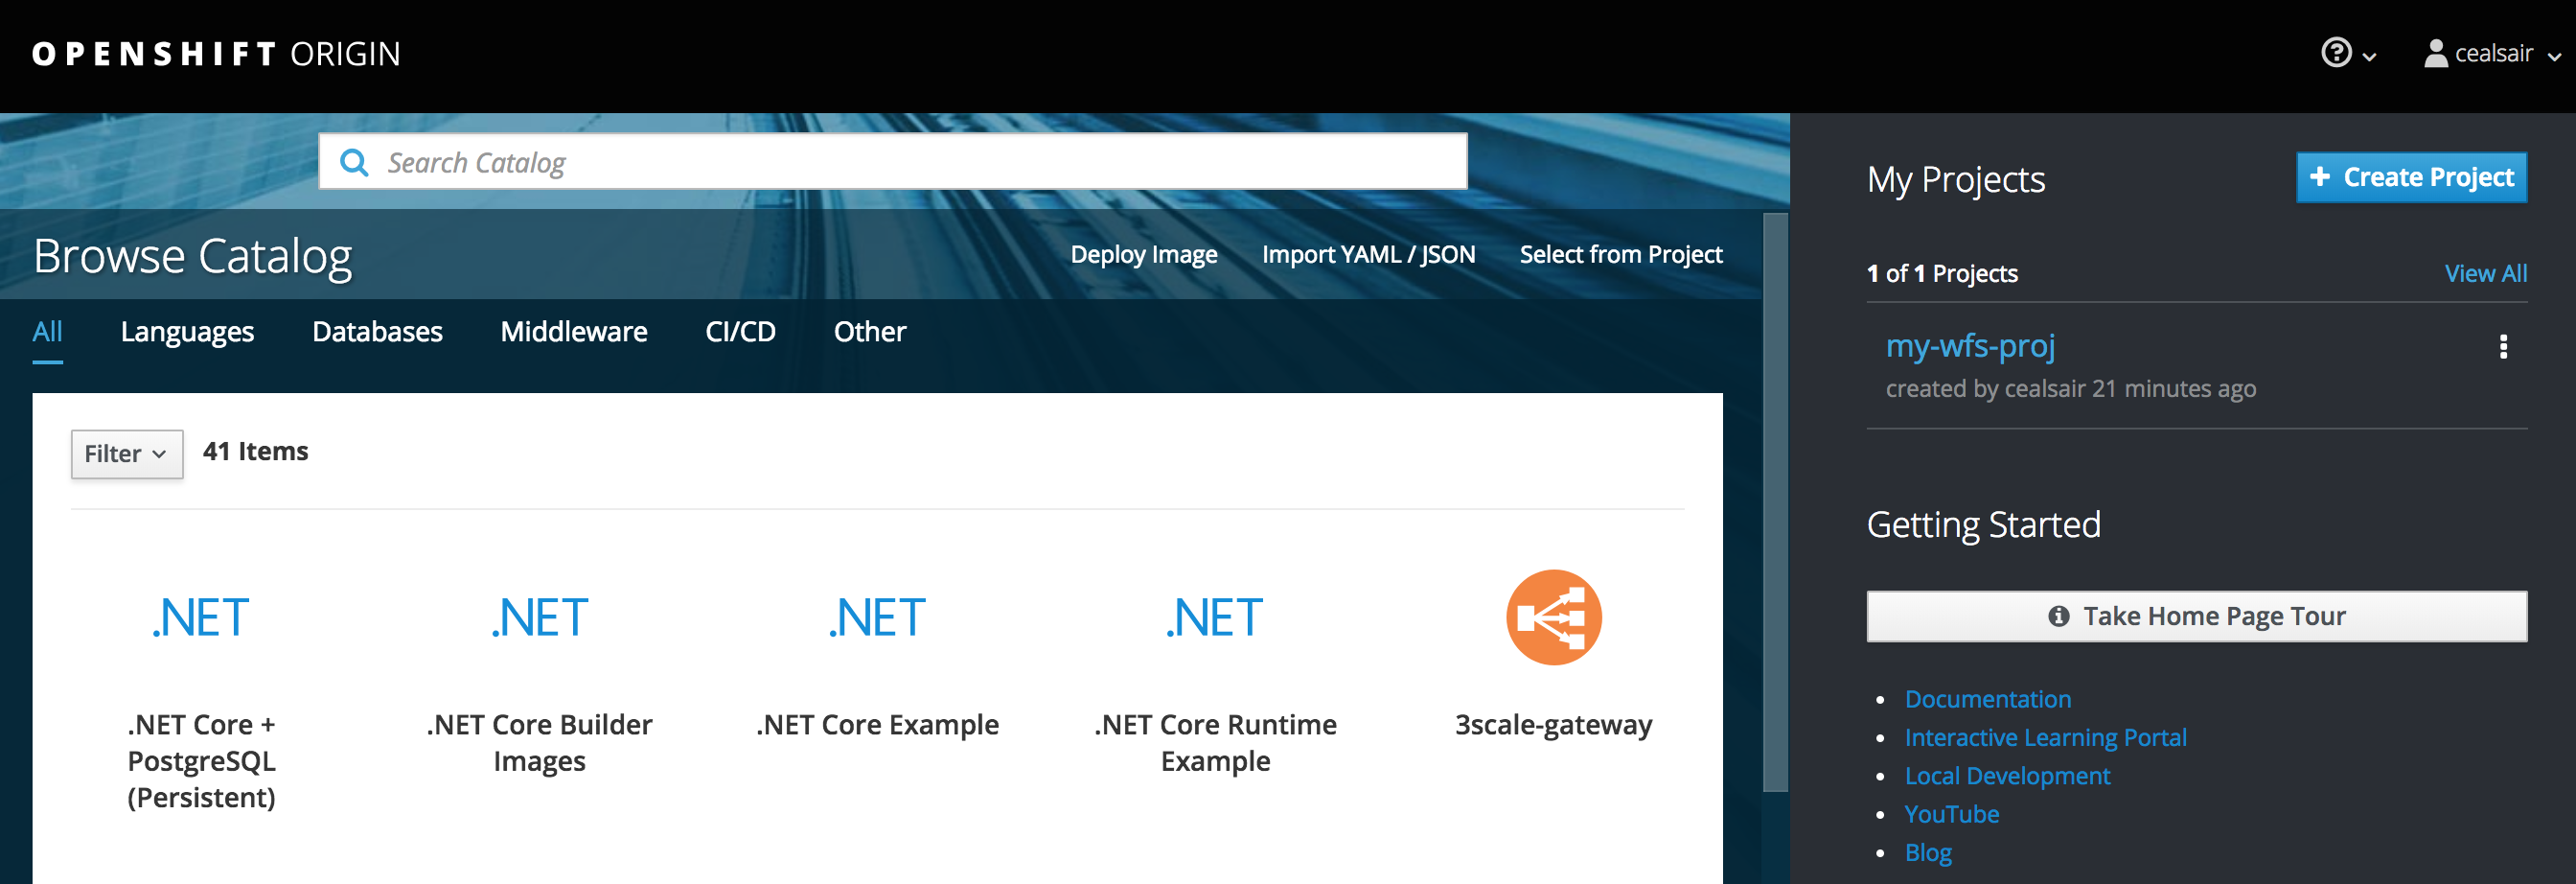 OPENSHIFT ORIGIN
cealsair
Search Catalog
Browse Catalog
Deploy Image
Import YAML / JSON
Select from Project
All
Languages
Databases
Middleware
CI/CD
Other
Filter
41 Items
.NET
.NET Core +
PostgreSQL
(Persistent)
.NET
.NET Core Builder
Images
.NET
.NET Core Example
.NET
.NET Core Runtime
Example
3scale-gateway
My Projects
+ Create Project
1 of 1 Projects
View All
my-wfs-proj
created by cealsair 21 minutes ago
Getting Started
Take Home Page Tour
• Documentation
• Interactive Learning Portal
• Local Development
• YouTube
• Blog